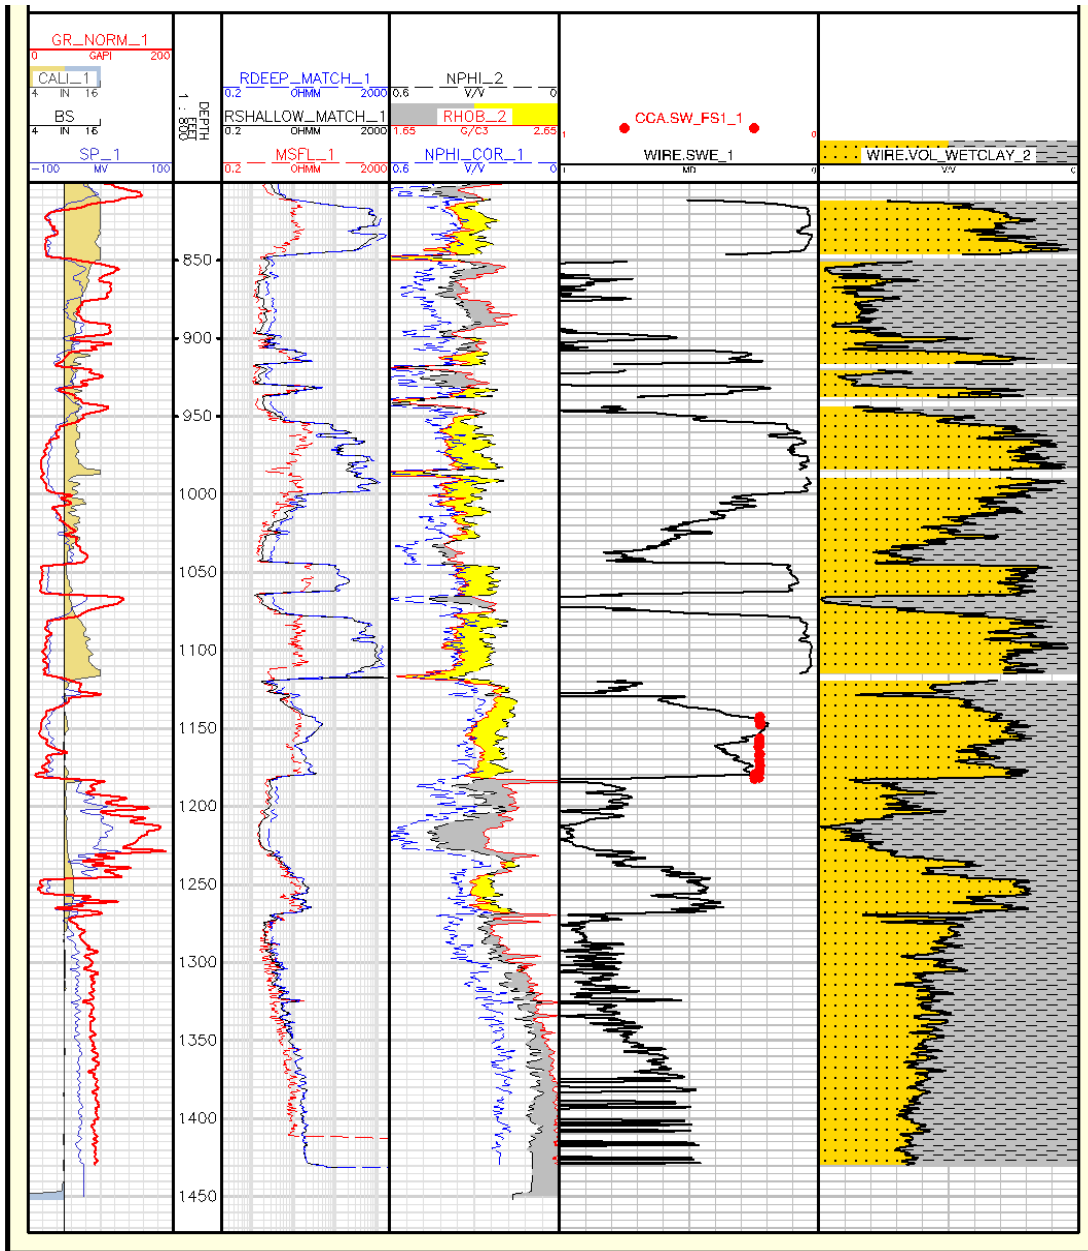 GR_NORM_1
0 GAPI 200
CALI_1
4 IN 16
BS
4 IN 16
SP_1
-100 MV 100
DEPTH
FEET
1 : 800
RDEEP_MATCH_1
0.2 OHMM 2000
RSHALLOW_MATCH_1
0.2 OHMM 2000
MSFL_1
0.2 OHMM 2000
NPHI_2
0.6 V/V 0
RHOB_2
1.65 G/C3 2.65
NPHI_COR_1
0.6 V/V 0
CCA.SW_FS1_1
1 0
WIRE.SWE_1
1 MD 0
WIRE.VOL_WETCLAY_2
V/V 0
850
900
950
1000
1050
1100
1150
1200
1250
1300
1350
1400
1450